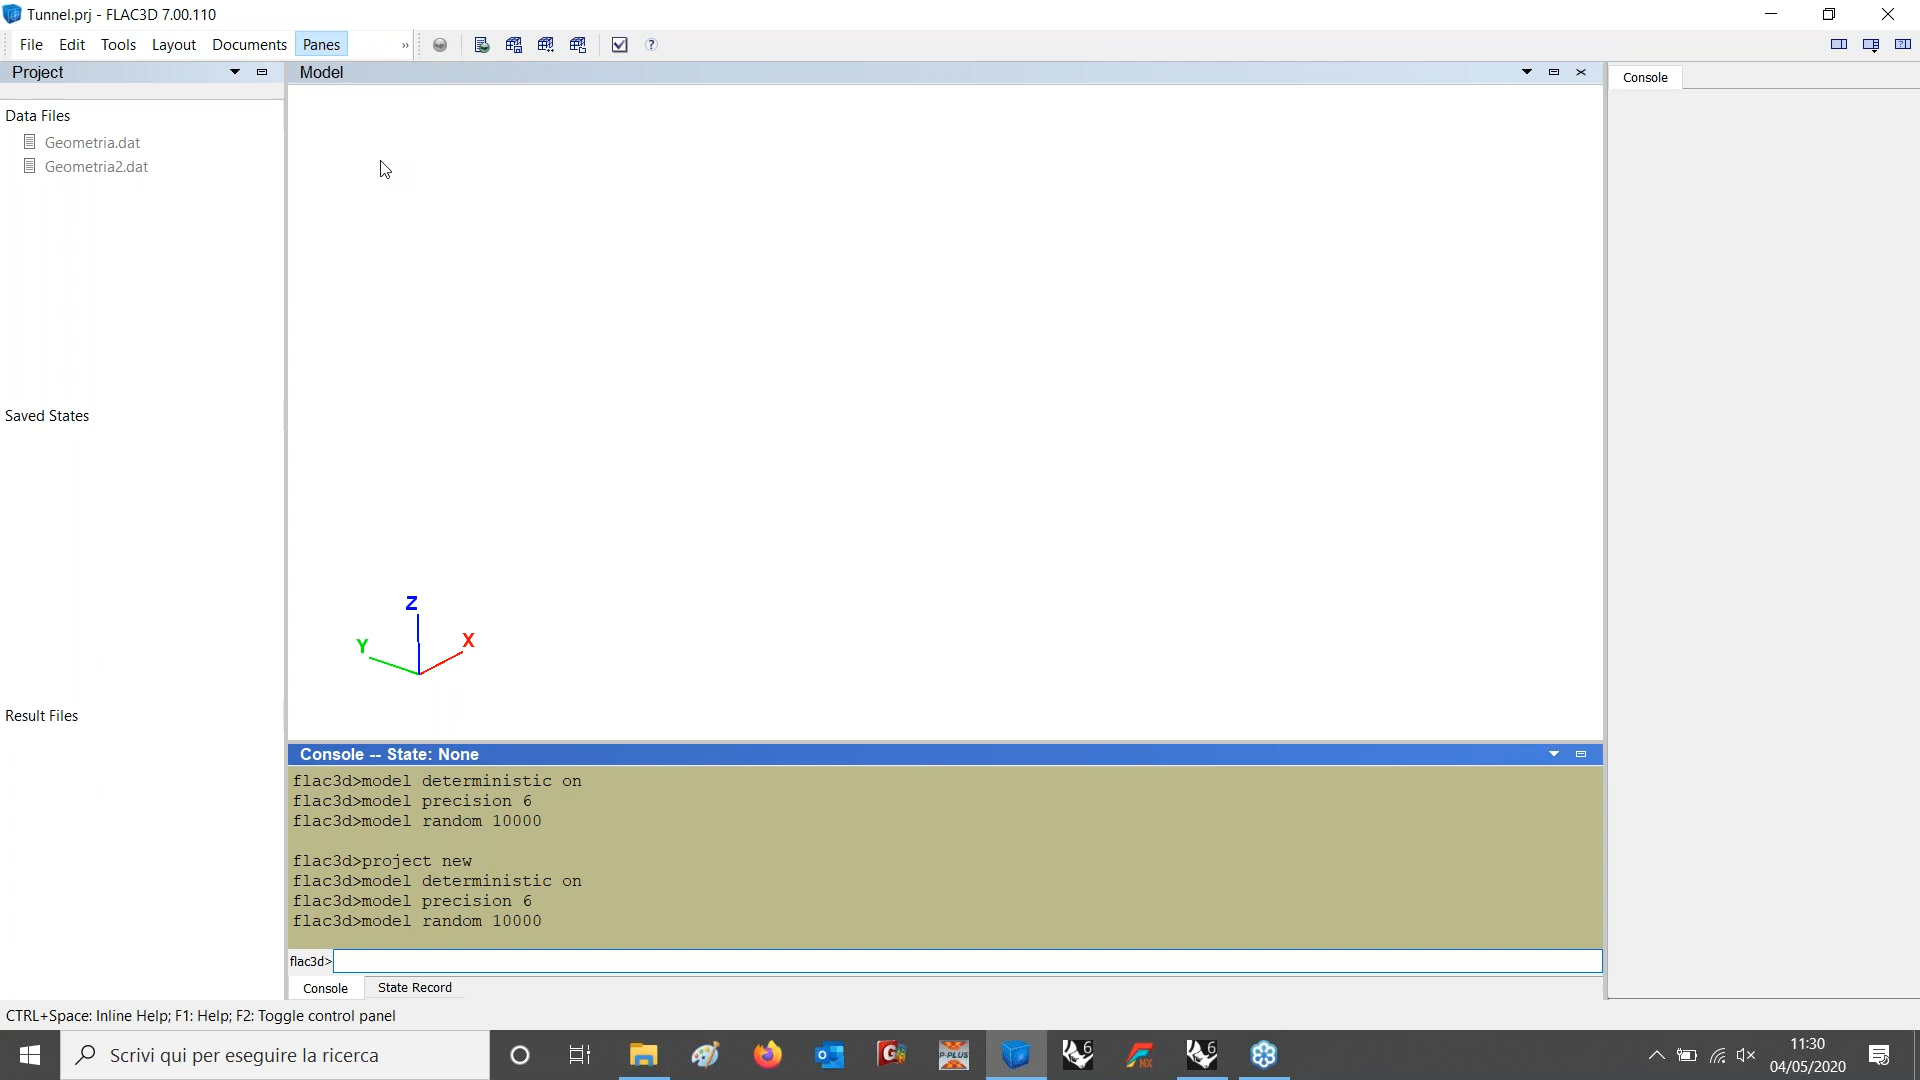 Tunnel.prj - FLAC3D 7.00.110
File Edit Tools Layout Documents Panes »
Project
Model
Console
Data Files
Geometria.dat
Geometria2.dat
Saved States
Result Files
Z
Y
X
Console -- State: None
flac3d>model deterministic on
flac3d>model precision 6
flac3d>model random 10000
flac3d>project new
flac3d>model deterministic on
flac3d>model precision 6
flac3d>model random 10000
flac3d>
Console State Record
CTRL+Space: Inline Help; F1: Help; F2: Toggle control panel
Scrivi qui per eseguire la ricerca
P-PLUS
6
NX
6
11:30
04/05/2020